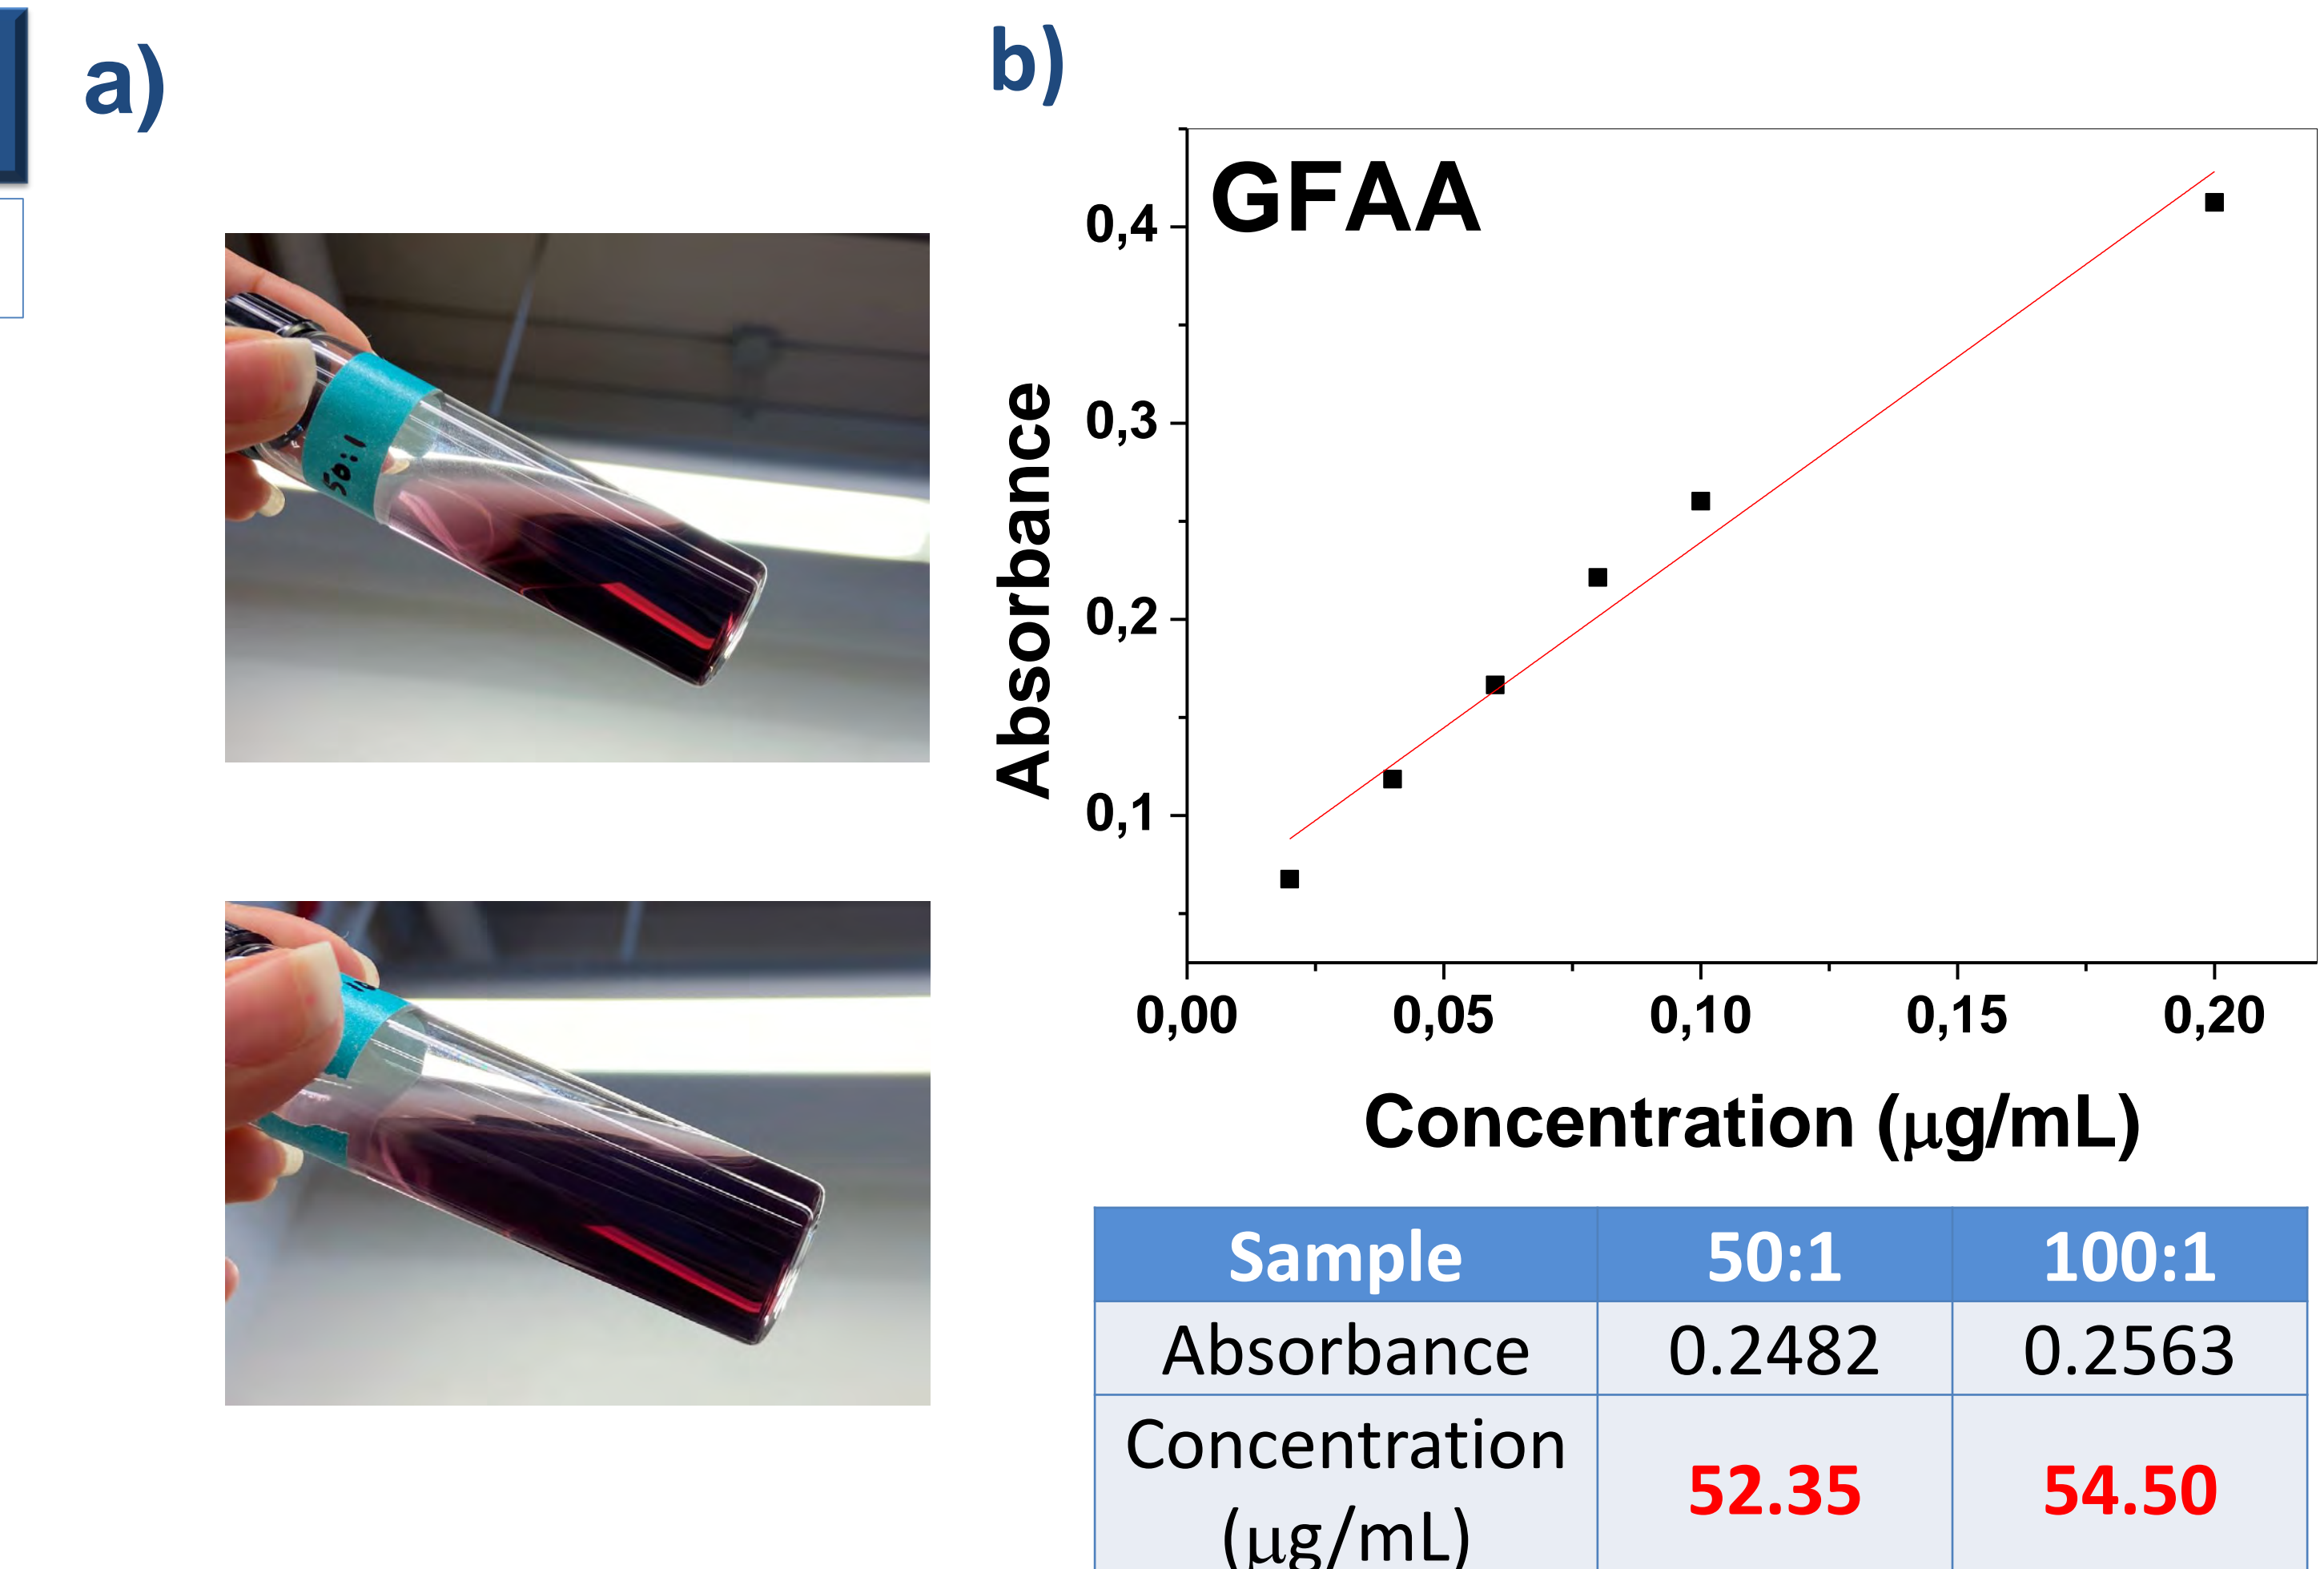 a)
50:1
b)
GFAA
0,4
0,3
0,2
0,1
Absorbance
0,00 0,05 0,10 0,15 0,20
Concentration (μg/mL)
Sample 50:1 100:1
Absorbance 0.2482 0.2563
Concentration (μg/mL) 52.35 54.50